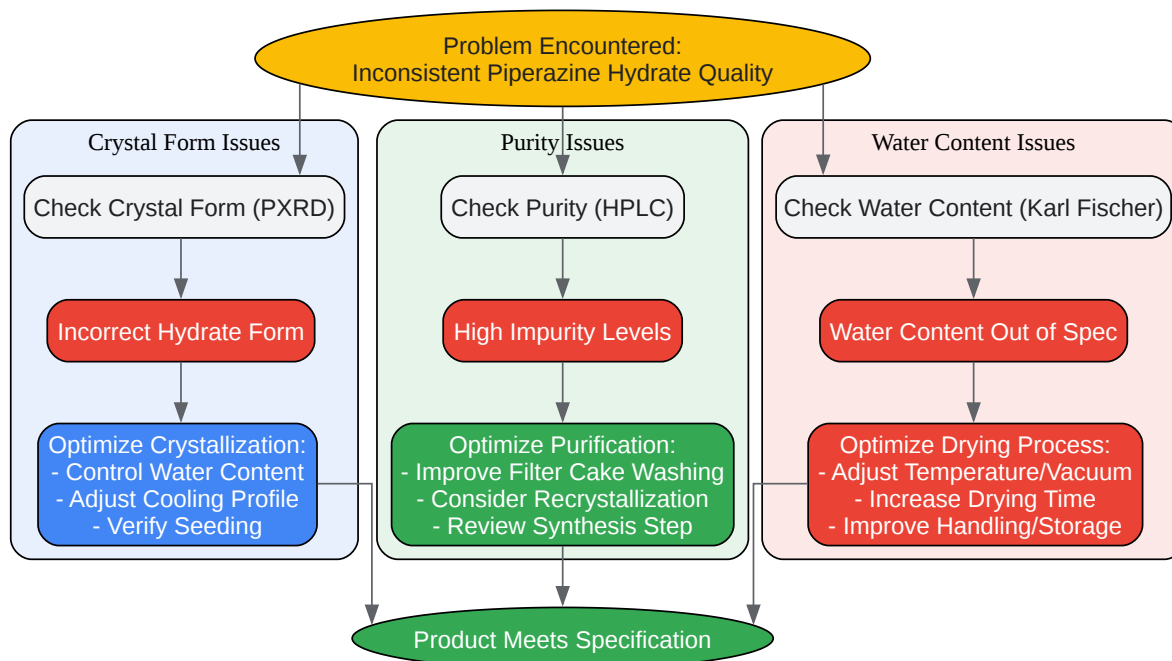 Problem Encountered:
Inconsistent Piperazine Hydrate Quality
Crystal Form Issues
Check Crystal Form (PXRD)
Incorrect Hydrate Form
Optimize Crystallization:
- Control Water Content
- Adjust Cooling Profile
- Verify Seeding
Purity Issues
Check Purity (HPLC)
High Impurity Levels
Optimize Purification:
- Improve Filter Cake Washing
- Consider Recrystallization
- Review Synthesis Step
Water Content Issues
Check Water Content (Karl Fischer)
Water Content Out of Spec
Optimize Drying Process:
- Adjust Temperature/Vacuum
- Increase Drying Time
- Improve Handling/Storage
Product Meets Specification